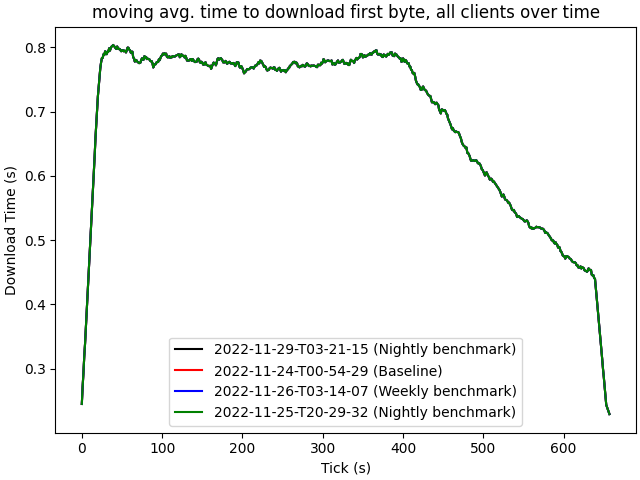 moving avg. time to download first byte, all clients over time
Download Time (s)
0.8
0.7
0.6
0.5
0.4
0.3
2022-11-29-T03-21-15 (Nightly benchmark)
2022-11-24-T00-54-29 (Baseline)
2022-11-26-T03-14-07 (Weekly benchmark)
2022-11-25-T20-29-32 (Nightly benchmark)
0 100 200 300 400 500 600
Tick (s)